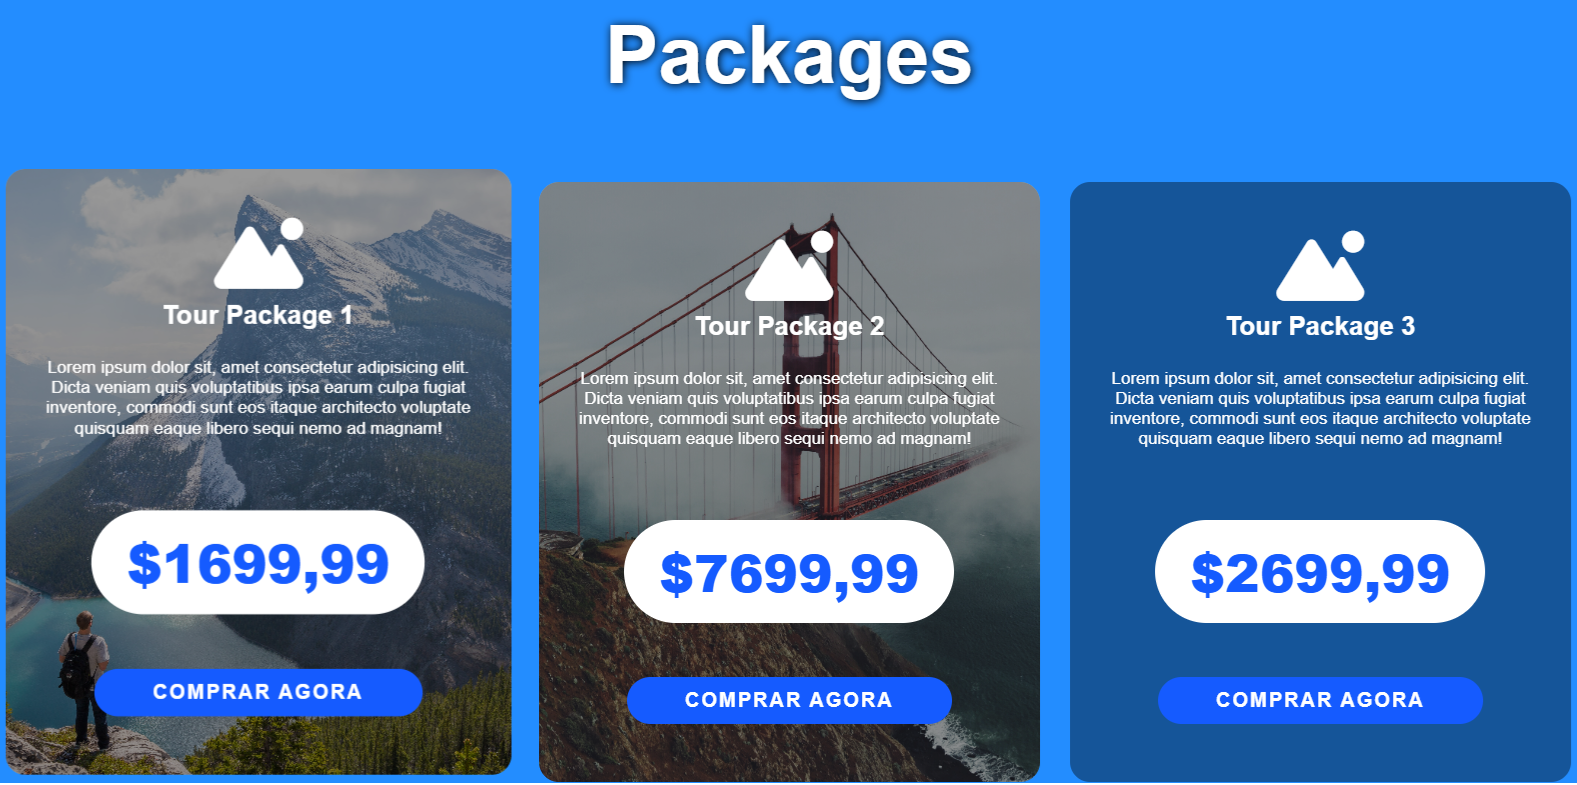 Packages
Tour Package 1
Lorem ipsum dolor sit, amet consectetur adipisicing elit.
Dicta veniam quis voluptatibus ipsa earum culpa fugiat
inventore, commodi sunt eos itaque architecto voluptate
quisquam eaque libero sequi nemo ad magnam!
$1699,99
COMPRAR AGORA
Tour Package 2
Lorem ipsum dolor sit, amet consectetur adipisicing elit.
Dicta veniam quis voluptatibus ipsa earum culpa fugiat
inventore, commodi sunt eos itaque architecto voluptate
quisquam eaque libero sequi nemo ad magnam!
$7699,99
COMPRAR AGORA
Tour Package 3
Lorem ipsum dolor sit, amet consectetur adipisicing elit.
Dicta veniam quis voluptatibus ipsa earum culpa fugiat
inventore, commodi sunt eos itaque architecto voluptate
quisquam eaque libero sequi nemo ad magnam!
$2699,99
COMPRAR AGORA